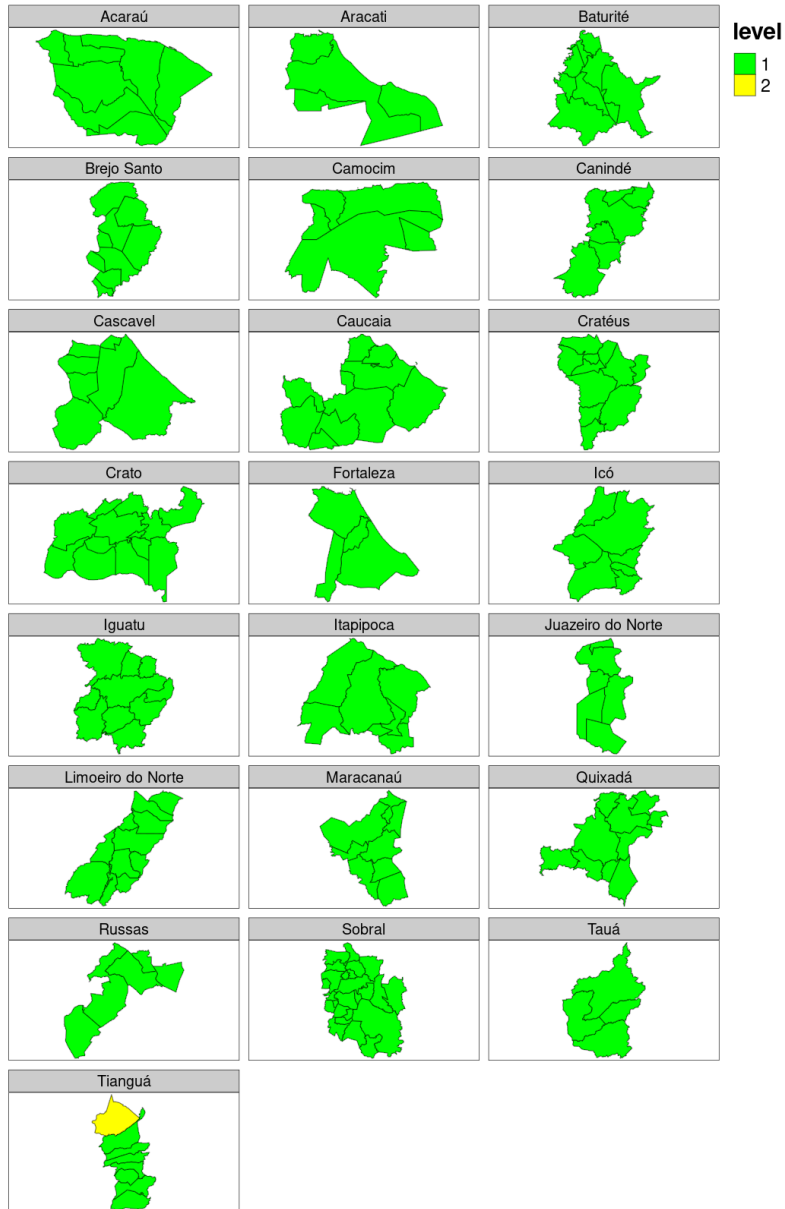 Acaraú
Aracati
Baturité
level
1
2
Brejo Santo
Camocim
Canindé
Cascavel
Caucaia
Cratéus
Crato
Fortaleza
Icó
Iguatu
Itapipoca
Juazeiro do Norte
Limoeiro do Norte
Maracanaú
Quixadá
Russas
Sobral
Tauá
Tianguá